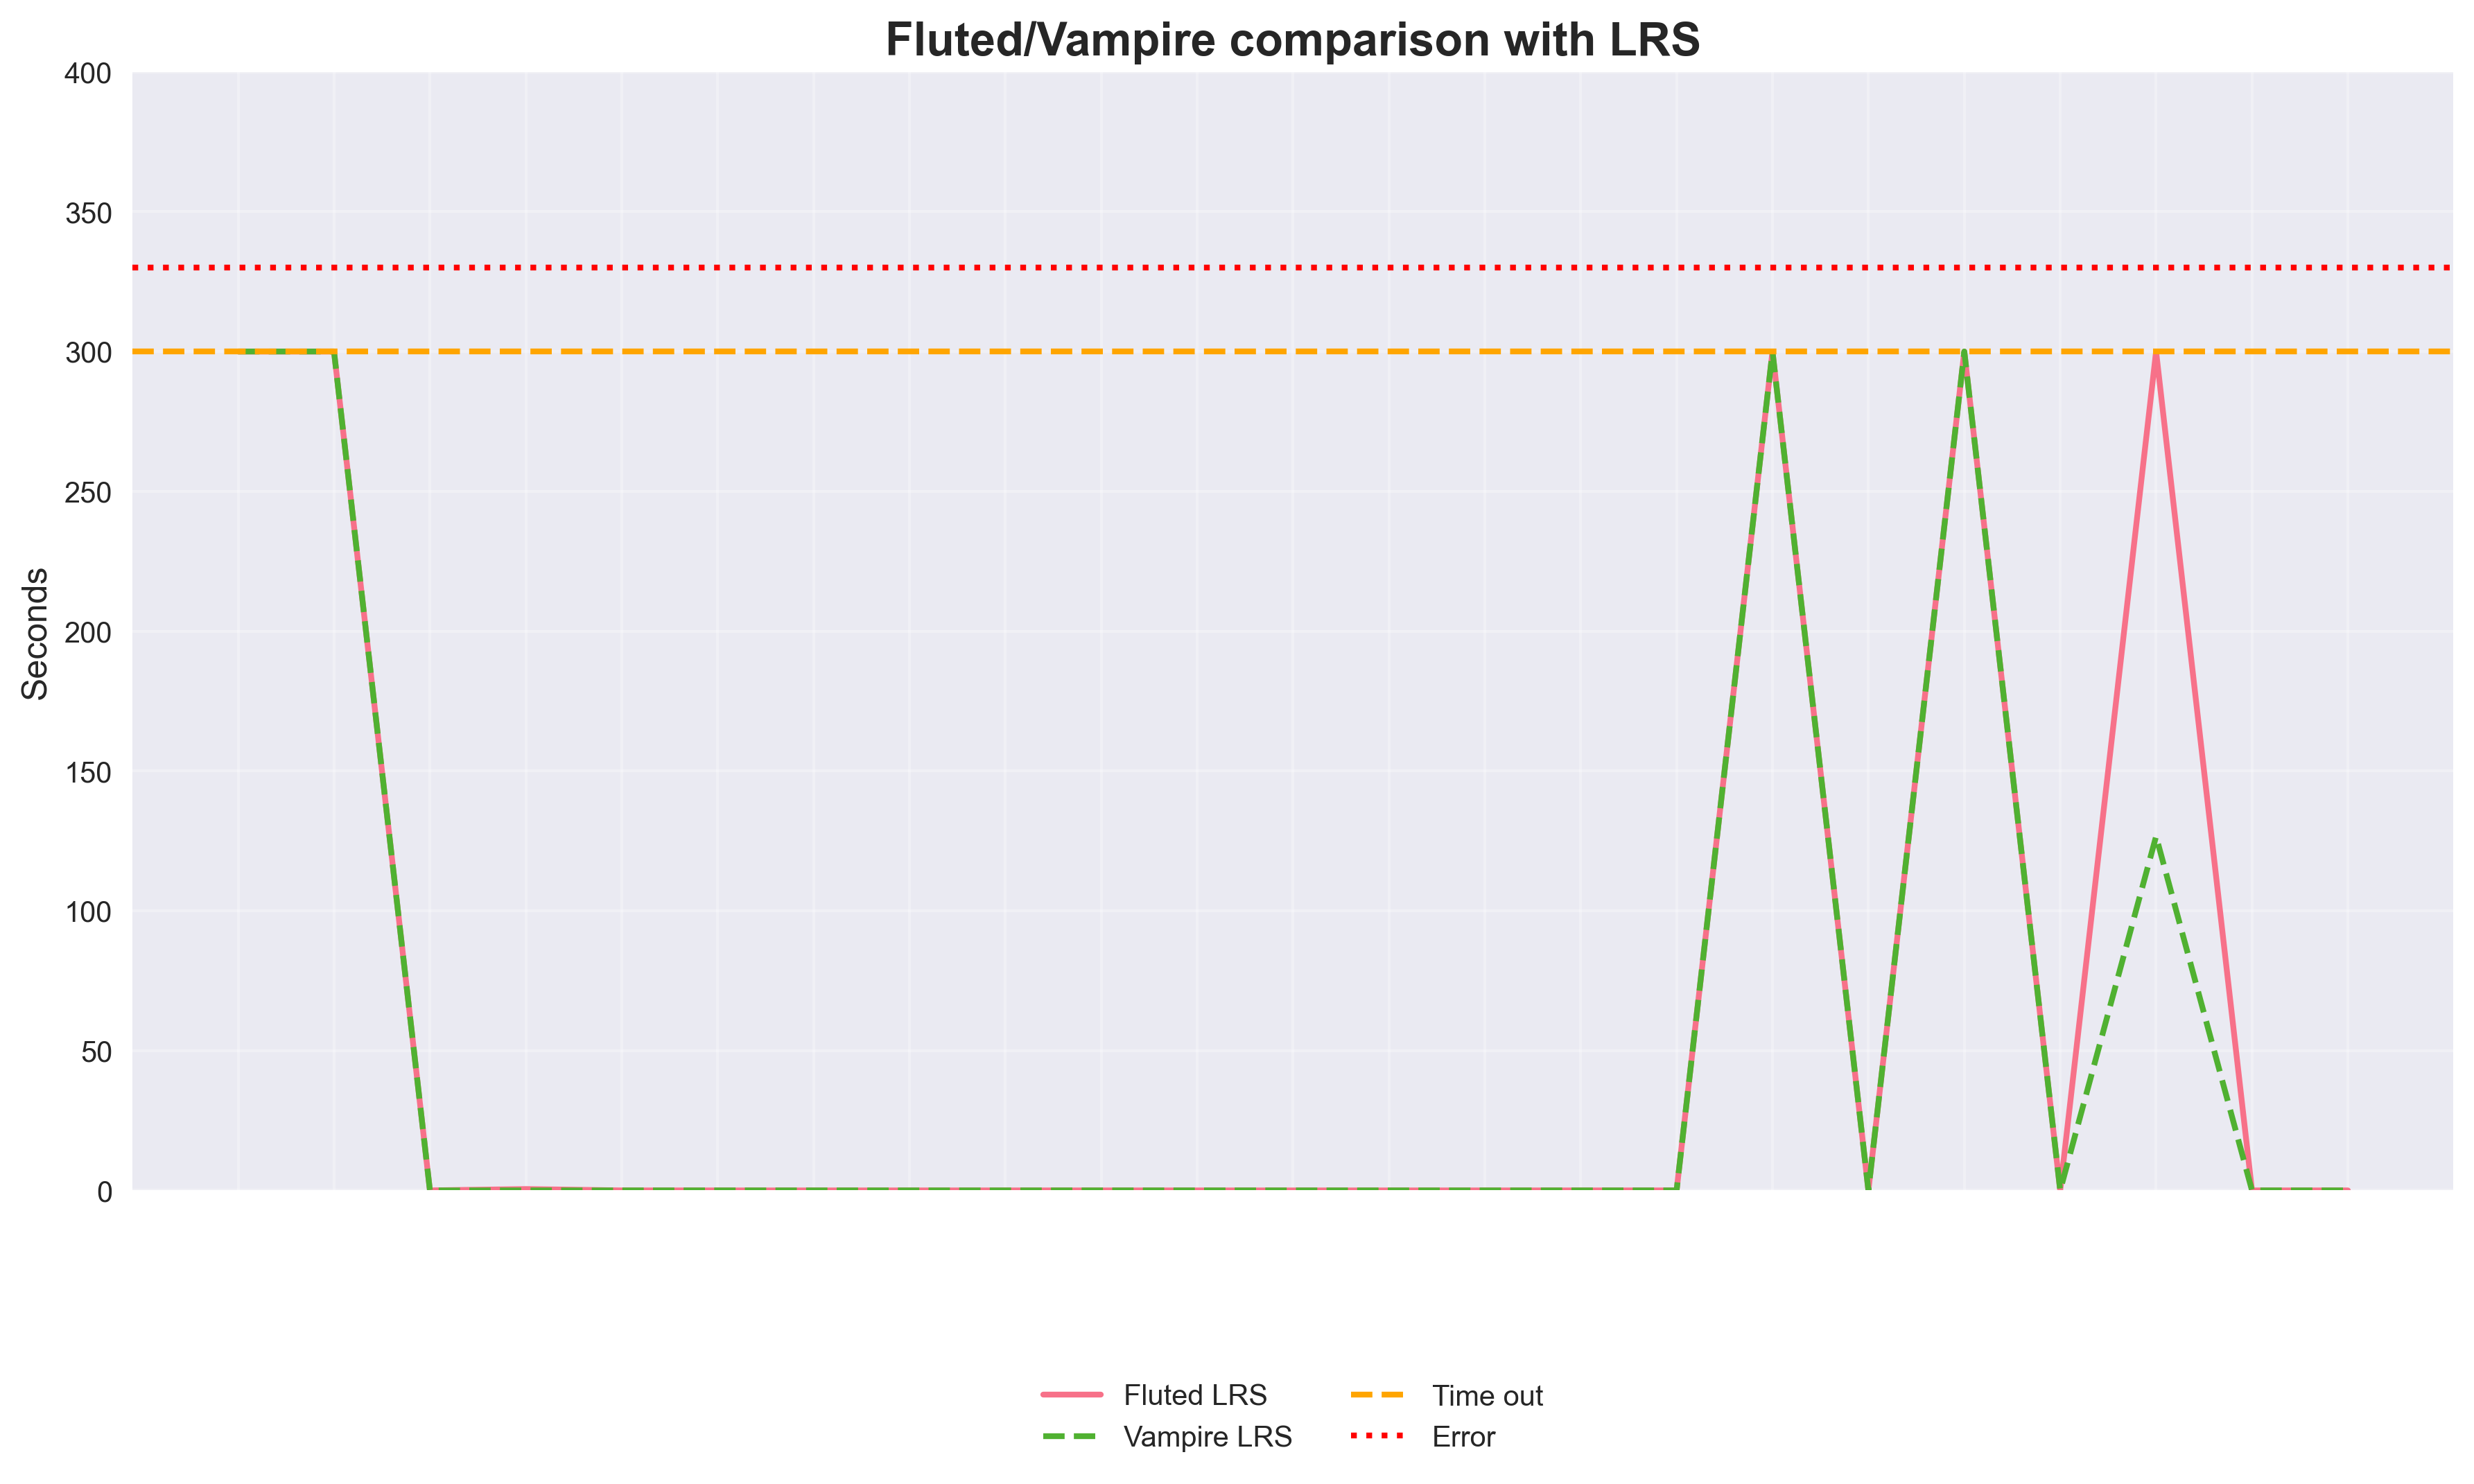 Fluted/Vampire comparison with LRS
400
350
300
250
200
150
100
50
0
Seconds
Fluted LRS
Vampire LRS
Time out
Error